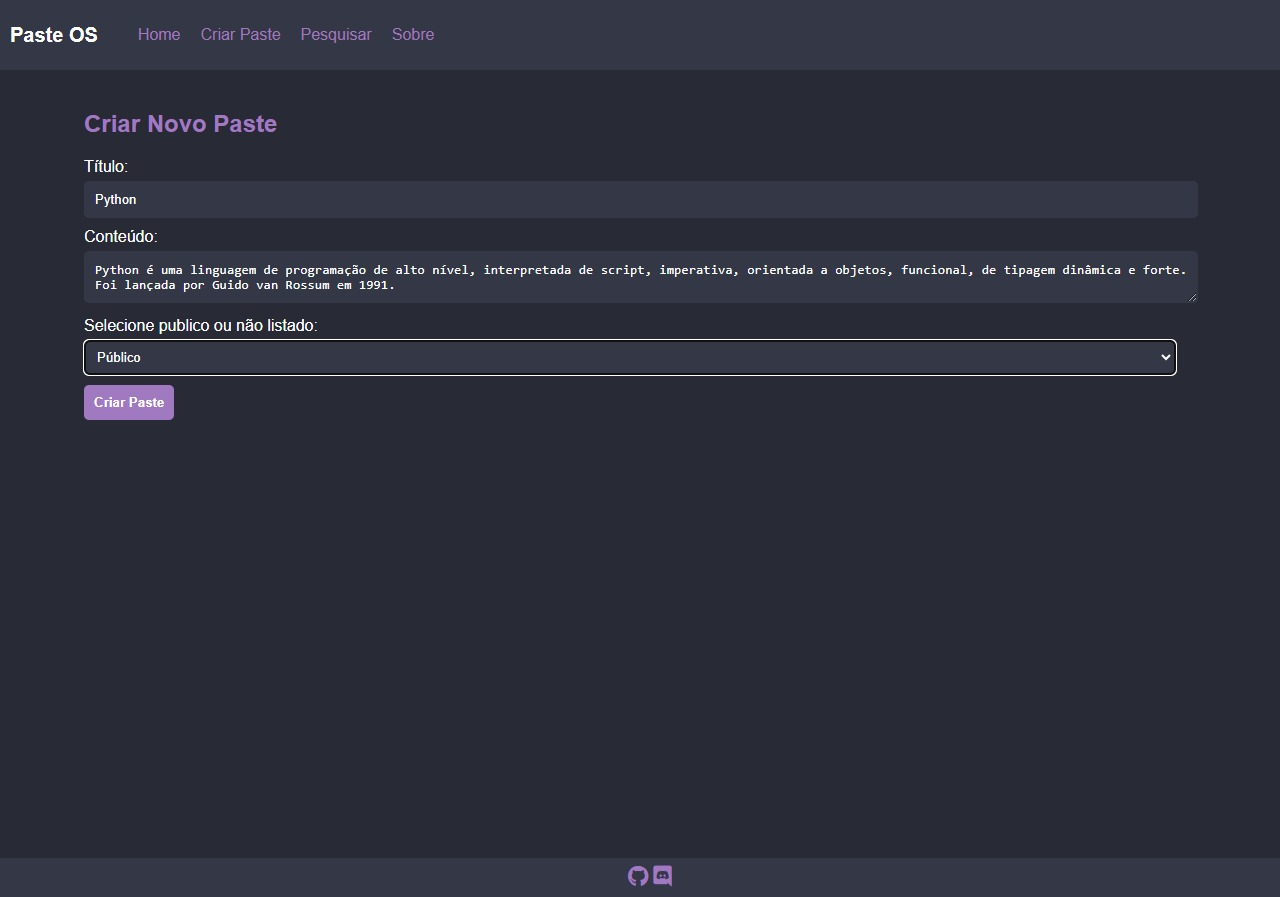 Paste OS Home Criar Paste Pesquisar Sobre
Criar Novo Paste
Título:
Python
Conteúdo:
Python é uma linguagem de programação de alto nível, interpretada de script, imperativa, orientada a objetos, funcional, de tipagem dinâmica e forte.
Foi lançada por Guido van Rossum em 1991.
Selecione publico ou não listado:
Público
Criar Paste